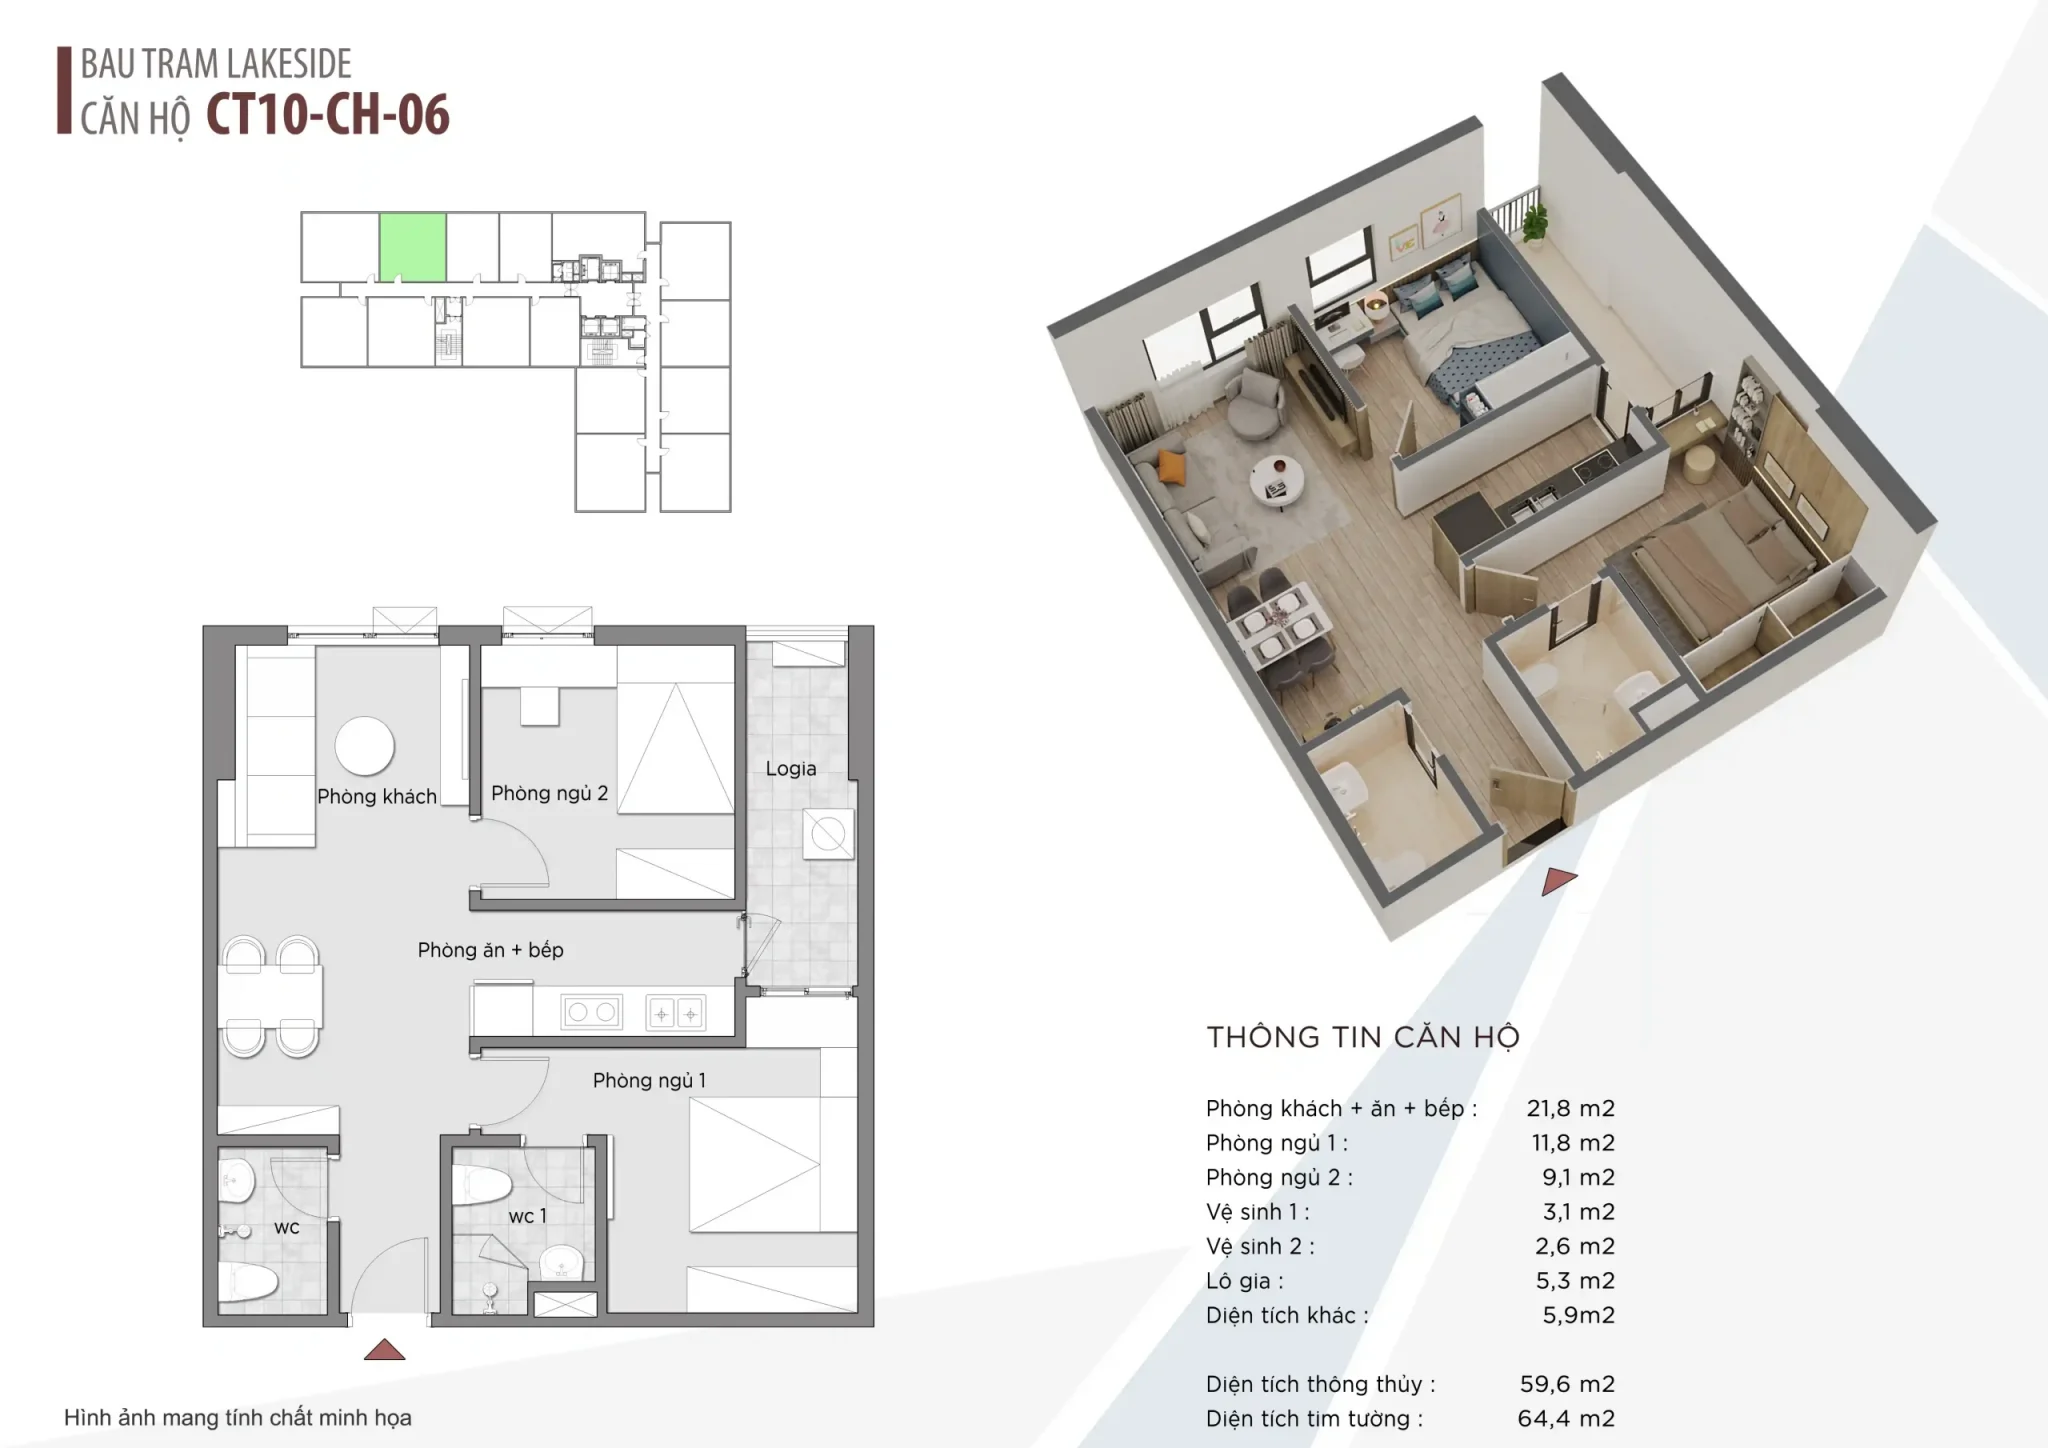 BAU TRAM LAKESIDE
CĂN HỘ CT10-CH-06
Phòng khách
Phòng ngủ 2
Logia
Phòng ăn + bếp
Phòng ngủ 1
wc
wc 1
THÔNG TIN CĂN HỘ
Phòng khách + ăn + bếp : 21,8 m2
Phòng ngủ 1 : 11,8 m2
Phòng ngủ 2 : 9,1 m2
Vệ sinh 1 : 3,1 m2
Vệ sinh 2 : 2,6 m2
Lô gia : 5,3 m2
Diện tích khác : 5,9m2
Diện tích thông thủy : 59,6 m2
Diện tích tim tường : 64,4 m2
Hình ảnh mang tính chất minh họa